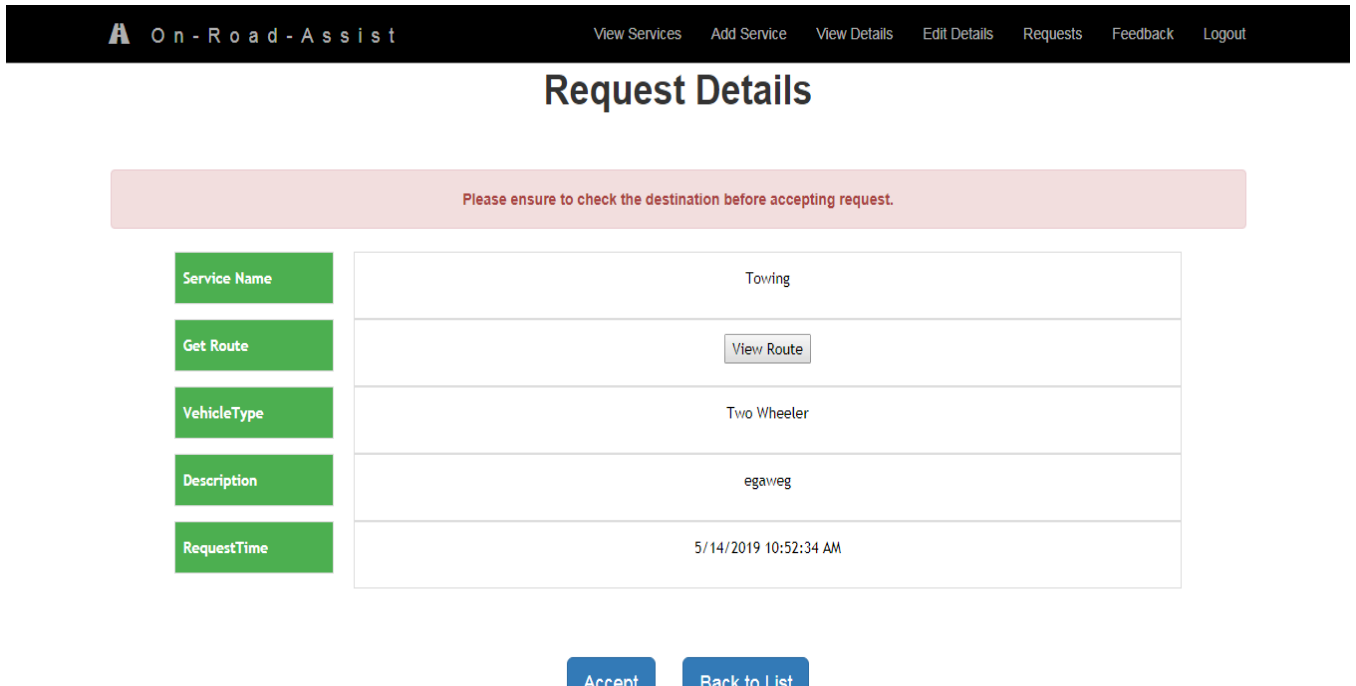 On-Road-Assist View Services Add Service View Details Edit Details Requests Feedback Logout
Request Details
Please ensure to check the destination before accepting request.
Service Name Towing
Get Route View Route
VehicleType Two Wheeler
Description egaweg
RequestTime 5/14/2019 10:52:34 AM
Accept Back to List